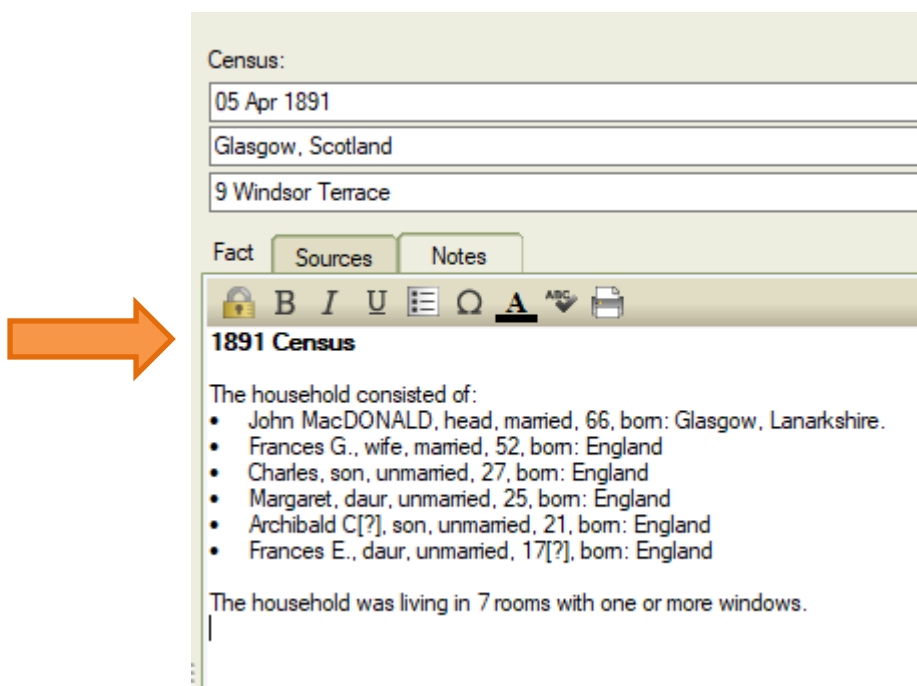 Census:
05 Apr 1891
Glasgow, Scotland
9 Windsor Terrace
Fact Sources Notes
B I U Ω A ABC
1891 Census
The household consisted of:
• John MacDONALD, head, married, 66, born: Glasgow, Lanarkshire.
• Frances G., wife, married, 52, born: England
• Charles, son, unmarried, 27, born: England
• Margaret, daur, unmarried, 25, born: England
• Archibald C[?], son, unmarried, 21, born: England
• Frances E., daur, unmarried, 17[?], born: England
The household was living in 7 rooms with one or more windows.